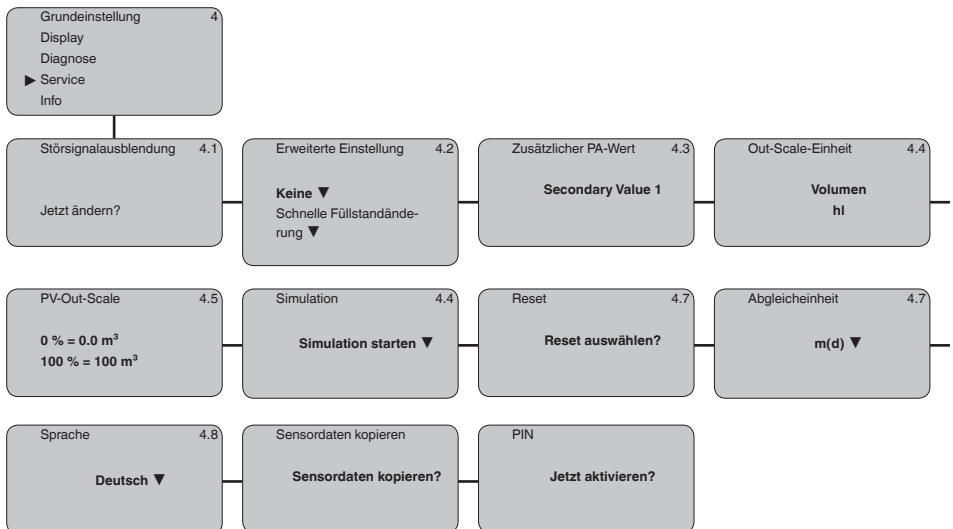 Grundeinstellung 4
Display
Diagnose
▶ Service
Info
Störsignalausblendung 4.1
Jetzt ändern?
Erweiterte Einstellung 4.2
Keine ▼
Schnelle Füllstandände-
rung ▼
Zusätzlicher PA-Wert 4.3
Secondary Value 1
Out-Scale-Einheit 4.4
Volumen
hl
PV-Out-Scale 4.5
0 % = 0.0 m³
100 % = 100 m³
Simulation 4.4
Simulation starten ▼
Reset 4.7
Reset auswählen?
Abgleicheinheit 4.7
m(d) ▼
Sprache 4.8
Deutsch ▼
Sensordaten kopieren
Sensordaten kopieren?
PIN
Jetzt aktivieren?